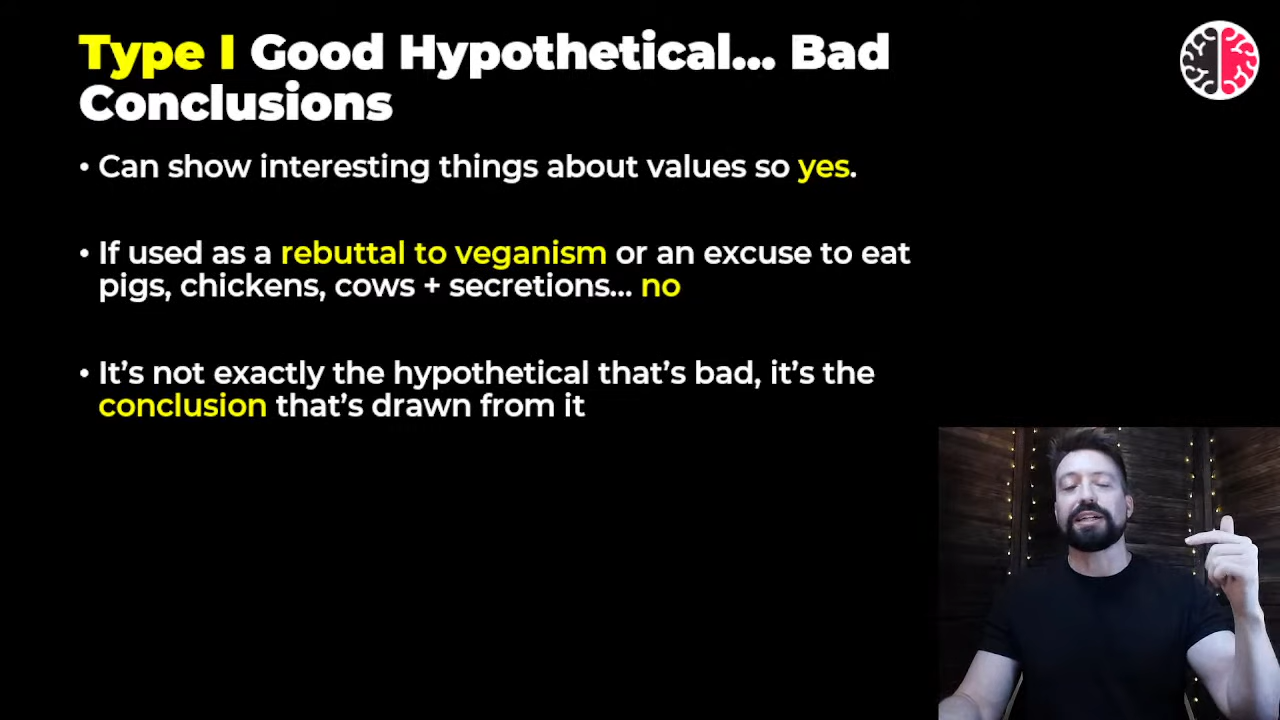 Type I Good Hypothetical... Bad
Conclusions
• Can show interesting things about values so yes.
• If used as a rebuttal to veganism or an excuse to eat
pigs, chickens, cows + secretions... no
• It’s not exactly the hypothetical that’s bad, it’s the
conclusion that’s drawn from it